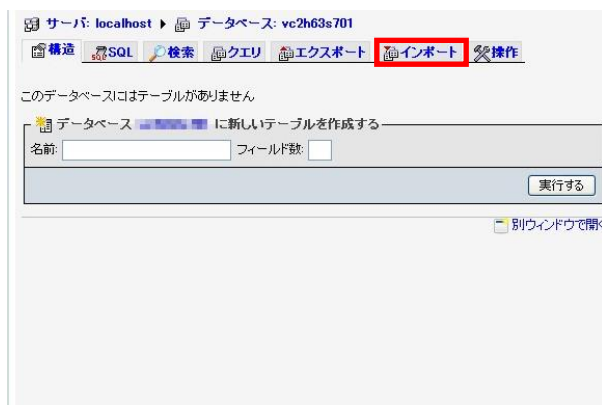 サーバ: localhost ▶ データベース: vc2h63s701
構造 SQL 検索 クエリ エクスポート インポート 操作
このデータベースにはテーブルがありません
データベース に新しいテーブルを作成する
名前: フィールド数:
実行する
別ウィンドウで開く